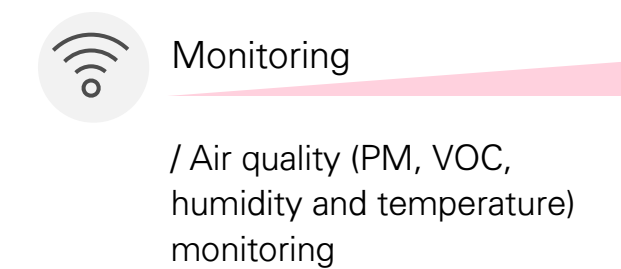 Monitoring
/ Air quality (PM, VOC,
humidity and temperature)
monitoring